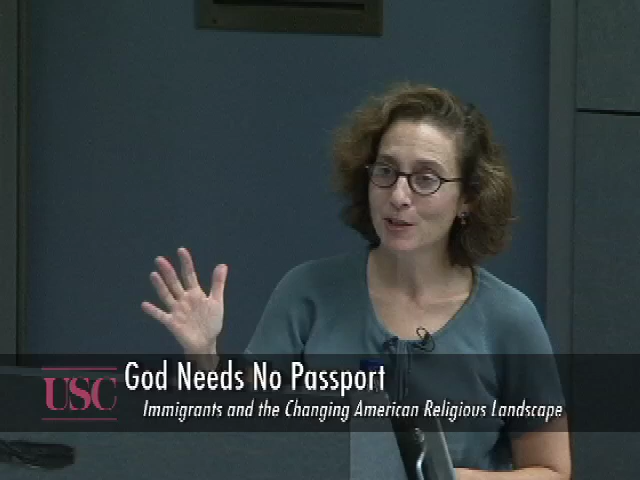 USC
God Needs No Passport
Immigrants and the Changing American Religious Landscape